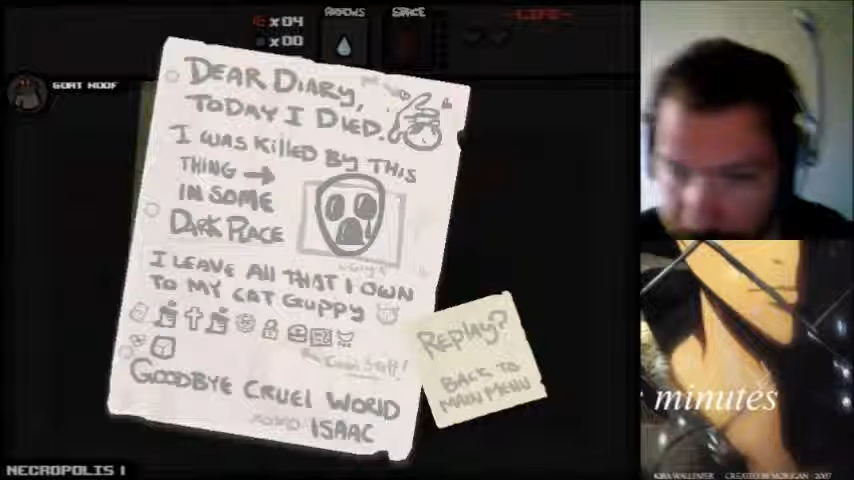 x04
x00
ARROWS
SPACE
-LIFE-
GOAT HOOF
DEAR DIARY,
TODAY I DIED.
I WAS KILLED BY THIS
THING →
IN SOME
DARK PLACE
I LEAVE ALL THAT I OWN
TO MY CAT GUPPY
GOODBYE CRUEL WORLD
XOXO
ISAAC
REPLAY?
BACK TO
MAIN MENU
NECROPOLIS I
minutes